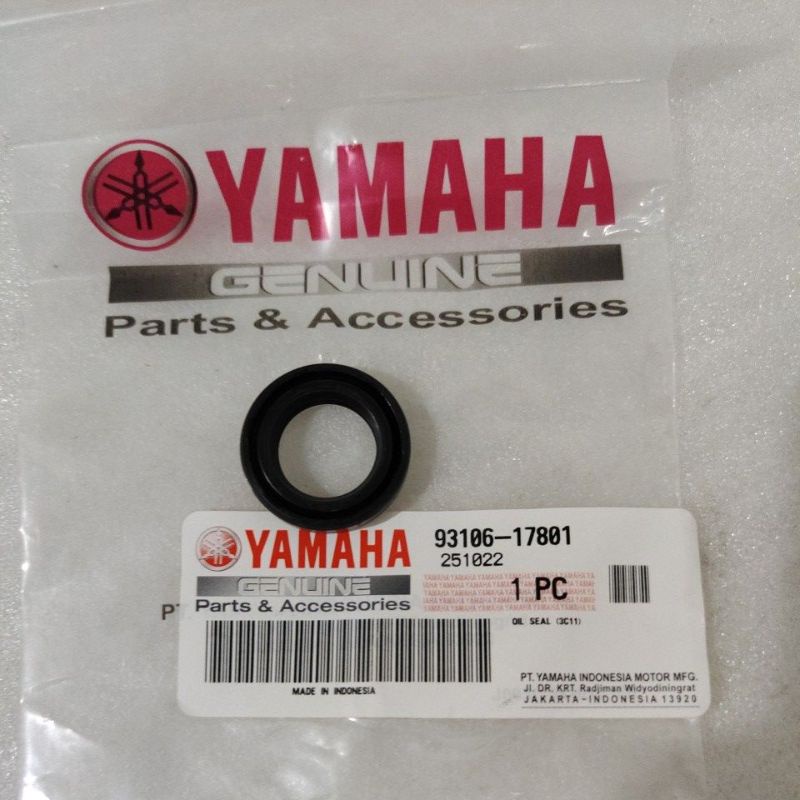 YAMAHA
GENUINE
Parts & Accessories
YAMAHA
93106-17801
251022
GENUINE
Parts & Accessories
1 PC
PT
OIL SEAL (3C11)
MADE IN INDONESIA
PT. YAMAHA INDONESIA MOTOR MFG.
Jl. DR. KRT. Radjiman Widyodiningrat
JAKARTA-INDONESIA 13920